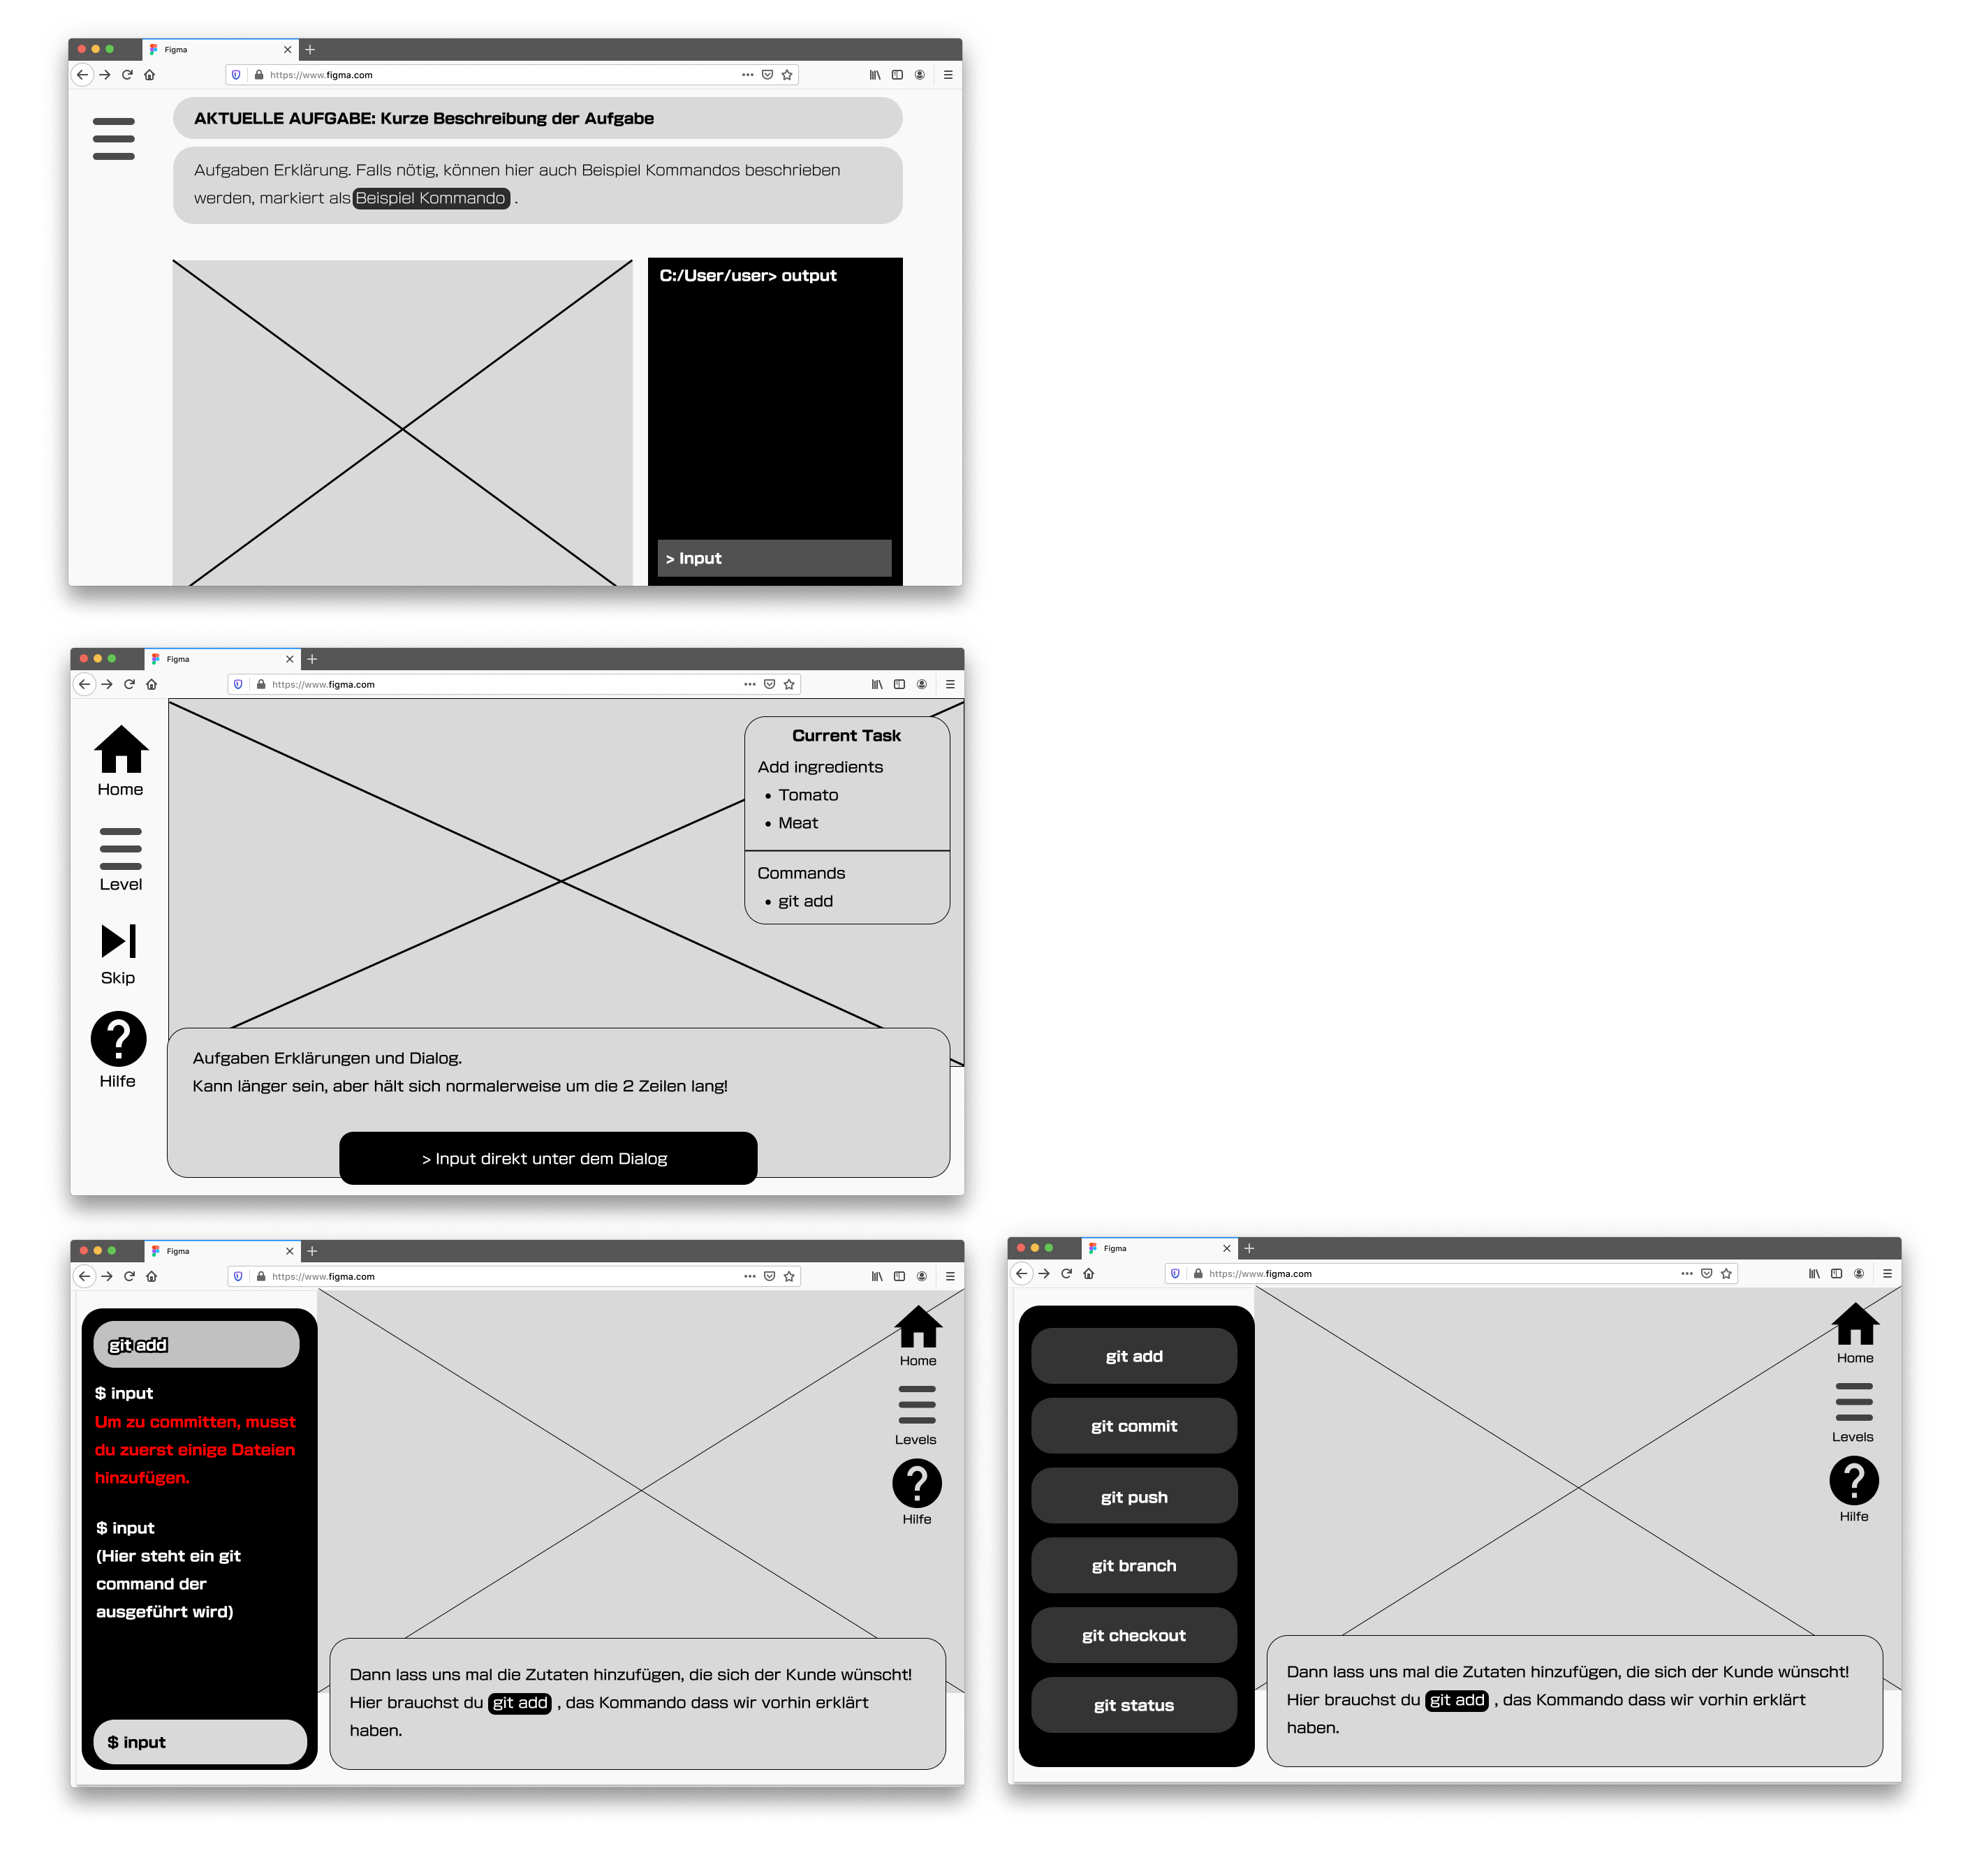 Figma
https://www.figma.com
AKTUELLE AUFGABE: Kurze Beschreibung der Aufgabe
Aufgaben Erklärung. Falls nötig, können hier auch Beispiel Kommandos beschrieben
werden, markiert als Beispiel Kommando .
C:/User/user> output
> Input
Figma
https://www.figma.com
Home
Level
Skip
Hilfe
Current Task
Add ingredients
• Tomato
• Meat
Commands
• git add
Aufgaben Erklärungen und Dialog.
Kann länger sein, aber hält sich normalerweise um die 2 Zeilen lang!
> Input direkt unter dem Dialog
Figma
https://www.figma.com
git add
$ input
Um zu committen, musst
du zuerst einige Dateien
hinzufügen.
$ input
(Hier steht ein git
command der
ausgeführt wird)
$ input
Home
Levels
Hilfe
Dann lass uns mal die Zutaten hinzufügen, die sich der Kunde wünscht!
Hier brauchst du git add , das Kommando dass wir vorhin erklärt
haben.
Figma
https://www.figma.com
git add
git commit
git push
git branch
git checkout
git status
Home
Levels
Hilfe
Dann lass uns mal die Zutaten hinzufügen, die sich der Kunde wünscht!
Hier brauchst du git add , das Kommando dass wir vorhin erklärt
haben.